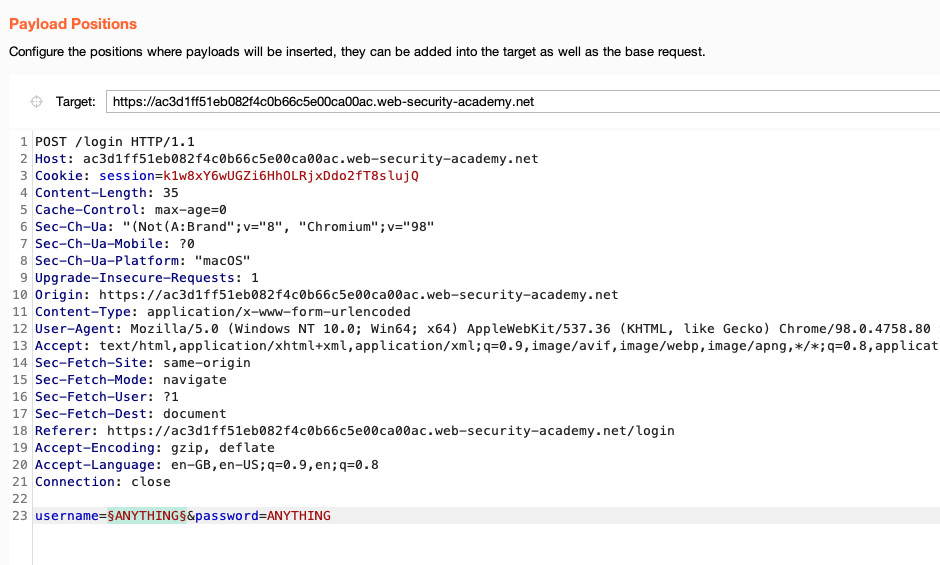 Payload Positions
Configure the positions where payloads will be inserted, they can be added into the target as well as the base request.
Target: https://ac3d1ff51eb082f4c0b66c5e00ca00ac.web-security-academy.net
1 POST /login HTTP/1.1
2 Host: ac3d1ff51eb082f4c0b66c5e00ca00ac.web-security-academy.net
3 Cookie: session=k1w8xY6wUGZi6HhOLRjxDdo2fT8slujQ
4 Content-Length: 35
5 Cache-Control: max-age=0
6 Sec-Ch-Ua: "(Not(A:Brand";v="8", "Chromium";v="98"
7 Sec-Ch-Ua-Mobile: ?0
8 Sec-Ch-Ua-Platform: "macOS"
9 Upgrade-Insecure-Requests: 1
10 Origin: https://ac3d1ff51eb082f4c0b66c5e00ca00ac.web-security-academy.net
11 Content-Type: application/x-www-form-urlencoded
12 User-Agent: Mozilla/5.0 (Windows NT 10.0; Win64; x64) AppleWebKit/537.36 (KHTML, like Gecko) Chrome/98.0.4758.80
13 Accept: text/html,application/xhtml+xml,application/xml;q=0.9,image/avif,image/webp,image/apng,*/*;q=0.8,applicat
14 Sec-Fetch-Site: same-origin
15 Sec-Fetch-Mode: navigate
16 Sec-Fetch-User: ?1
17 Sec-Fetch-Dest: document
18 Referer: https://ac3d1ff51eb082f4c0b66c5e00ca00ac.web-security-academy.net/login
19 Accept-Encoding: gzip, deflate
20 Accept-Language: en-GB,en-US;q=0.9,en;q=0.8
21 Connection: close
22
23 username=§ANYTHING§&password=ANYTHING